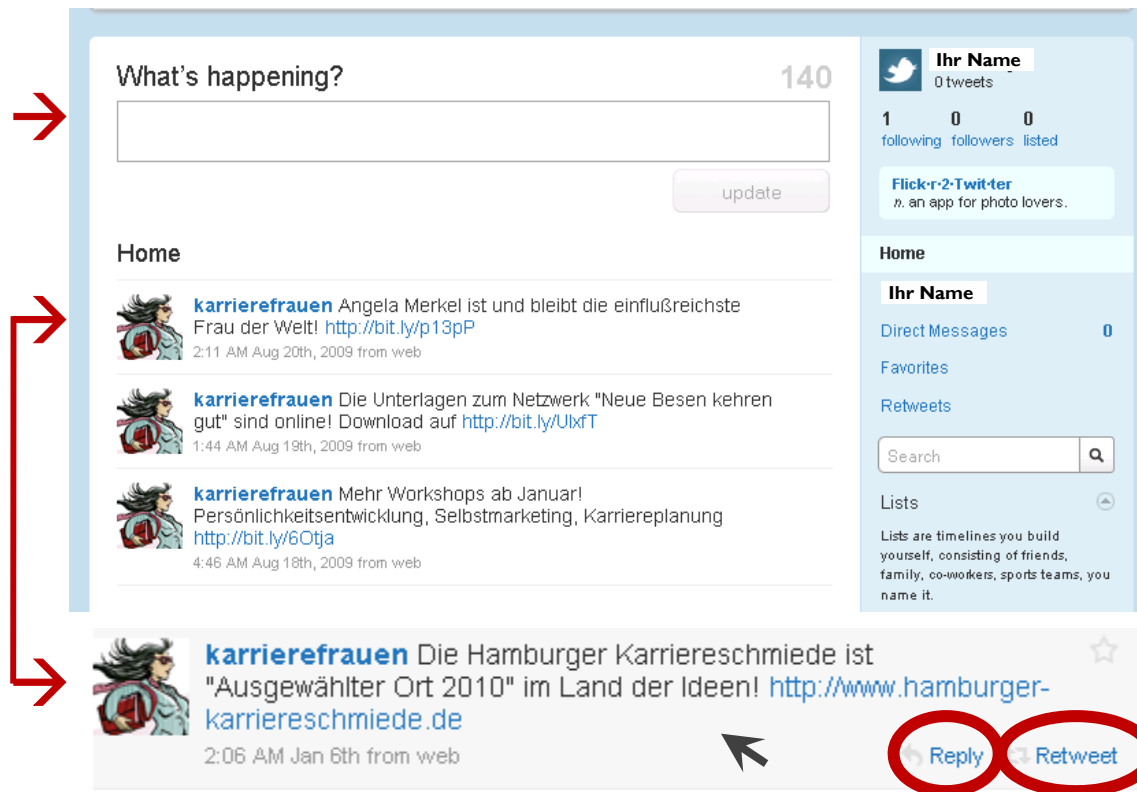 What's happening?
140
update
Home
karrierefrauen Angela Merkel ist und bleibt die einflußreichste
Frau der Welt! http://bit.ly/p13pP
2:11 AM Aug 20th, 2009 from web
karrierefrauen Die Unterlagen zum Netzwerk "Neue Besen kehren
gut" sind online! Download auf http://bit.ly/UlxfT
1:44 AM Aug 19th, 2009 from web
karrierefrauen Mehr Workshops ab Januar!
Persönlichkeitsentwicklung, Selbstmarketing, Karriereplanung
http://bit.ly/6Otja
4:46 AM Aug 18th, 2009 from web
Ihr Name
0 tweets
1 0 0
following followers listed
Flick·r·2·Twit·ter
n. an app for photo lovers.
Home
Ihr Name
Direct Messages 0
Favorites
Retweets
Search
Lists
Lists are timelines you build
yourself, consisting of friends,
family, co-workers, sports teams, you
name it.
karrierefrauen Die Hamburger Karriereschmiede ist
"Ausgewählter Ort 2010" im Land der Ideen! http://www.hamburger-
karriereschmiede.de
2:06 AM Jan 6th from web
Reply Retweet